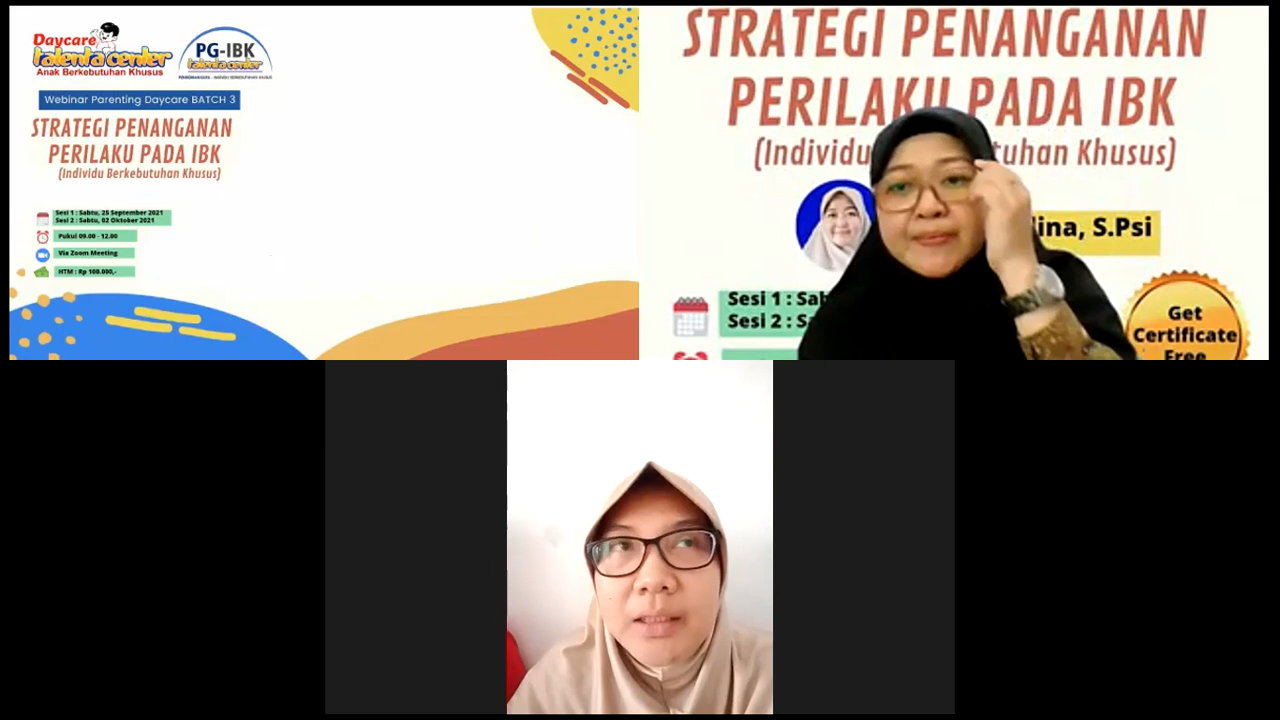 Daycare
talenta center
Anak Berkebutuhan Khusus
PG-IBK
talenta center
Webinar Parenting Daycare BATCH 3
STRATEGI PENANGANAN
PERILAKU PADA IBK
(Individu Berkebutuhan Khusus)
Sesi 1 : Sabtu, 25 September 2021
Sesi 2 : Sabtu, 02 Oktober 2021
Pukul 09.00 - 12.00
Via Zoom Meeting
HTM : Rp 100.000,-
STRATEGI PENANGANAN
PERILAKU PADA IBK
(Individu Khusus)
S.Psi
Sesi 1 :
Sesi 2 :
Get
Certificate
Free